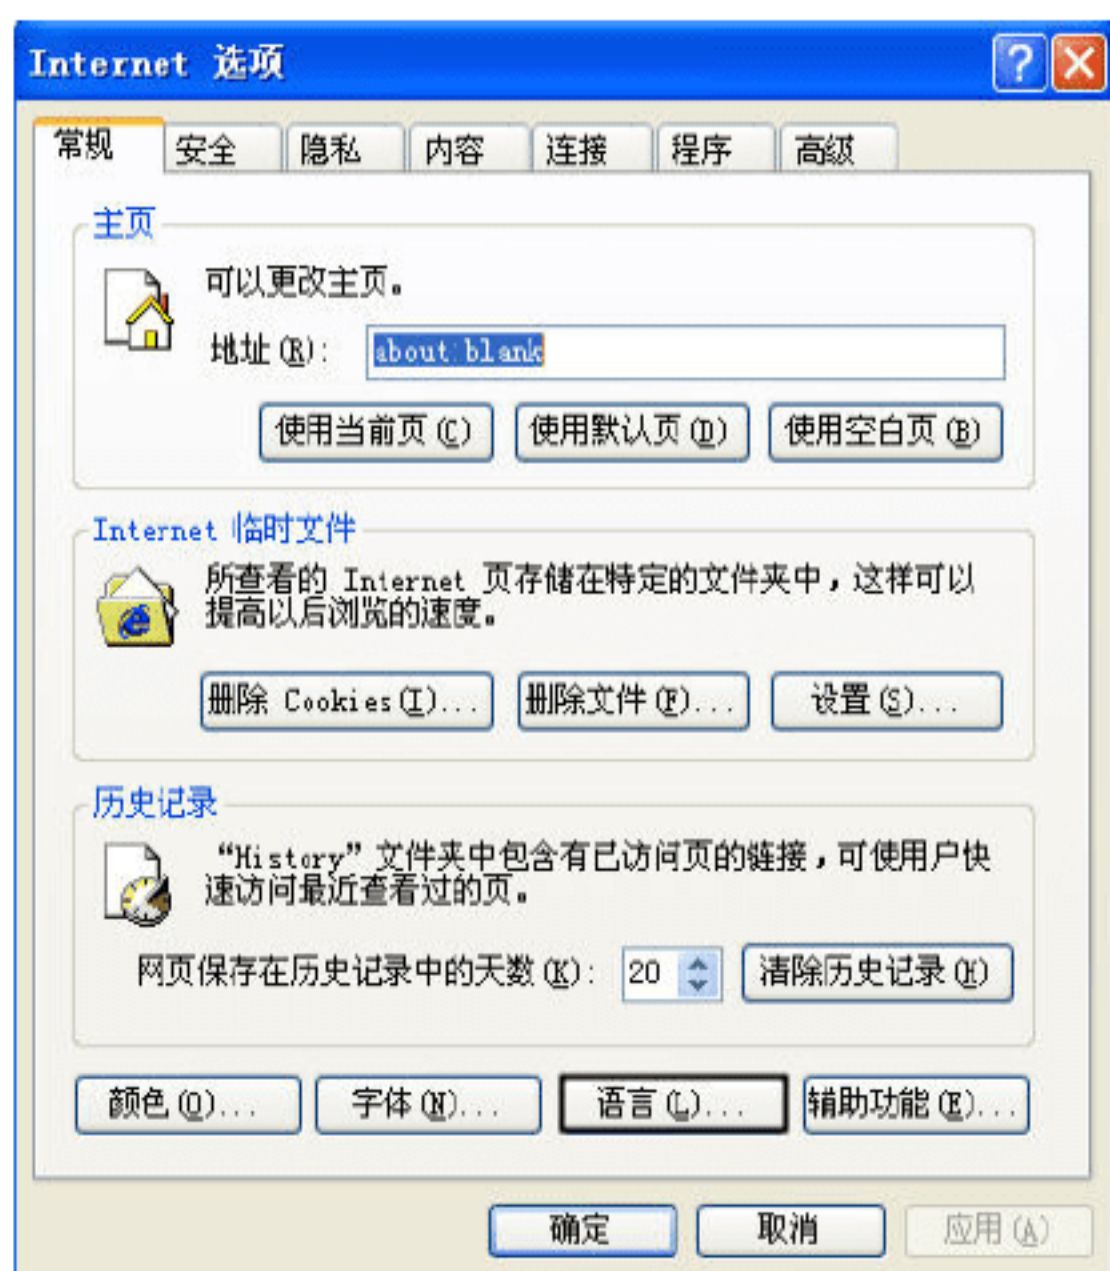 Internet 选项
常规 安全 隐私 内容 连接 程序 高级
主页
可以更改主页。
地址(R): about:blank
使用当前页(C) 使用默认页(D) 使用空白页(B)
Internet 临时文件
所查看的 Internet 页存储在特定的文件夹中，这样可以
提高以后浏览的速度。
删除 Cookies(I)... 删除文件(F)... 设置(S)...
历史记录
“History”文件夹中包含有已访问页的链接，可使用户快
速访问最近查看过的页。
网页保存在历史记录中的天数(K): 20 清除历史记录(H)
颜色(O)... 字体(N)... 语言(L)... 辅助功能(E)...
确定 取消 应用(A)